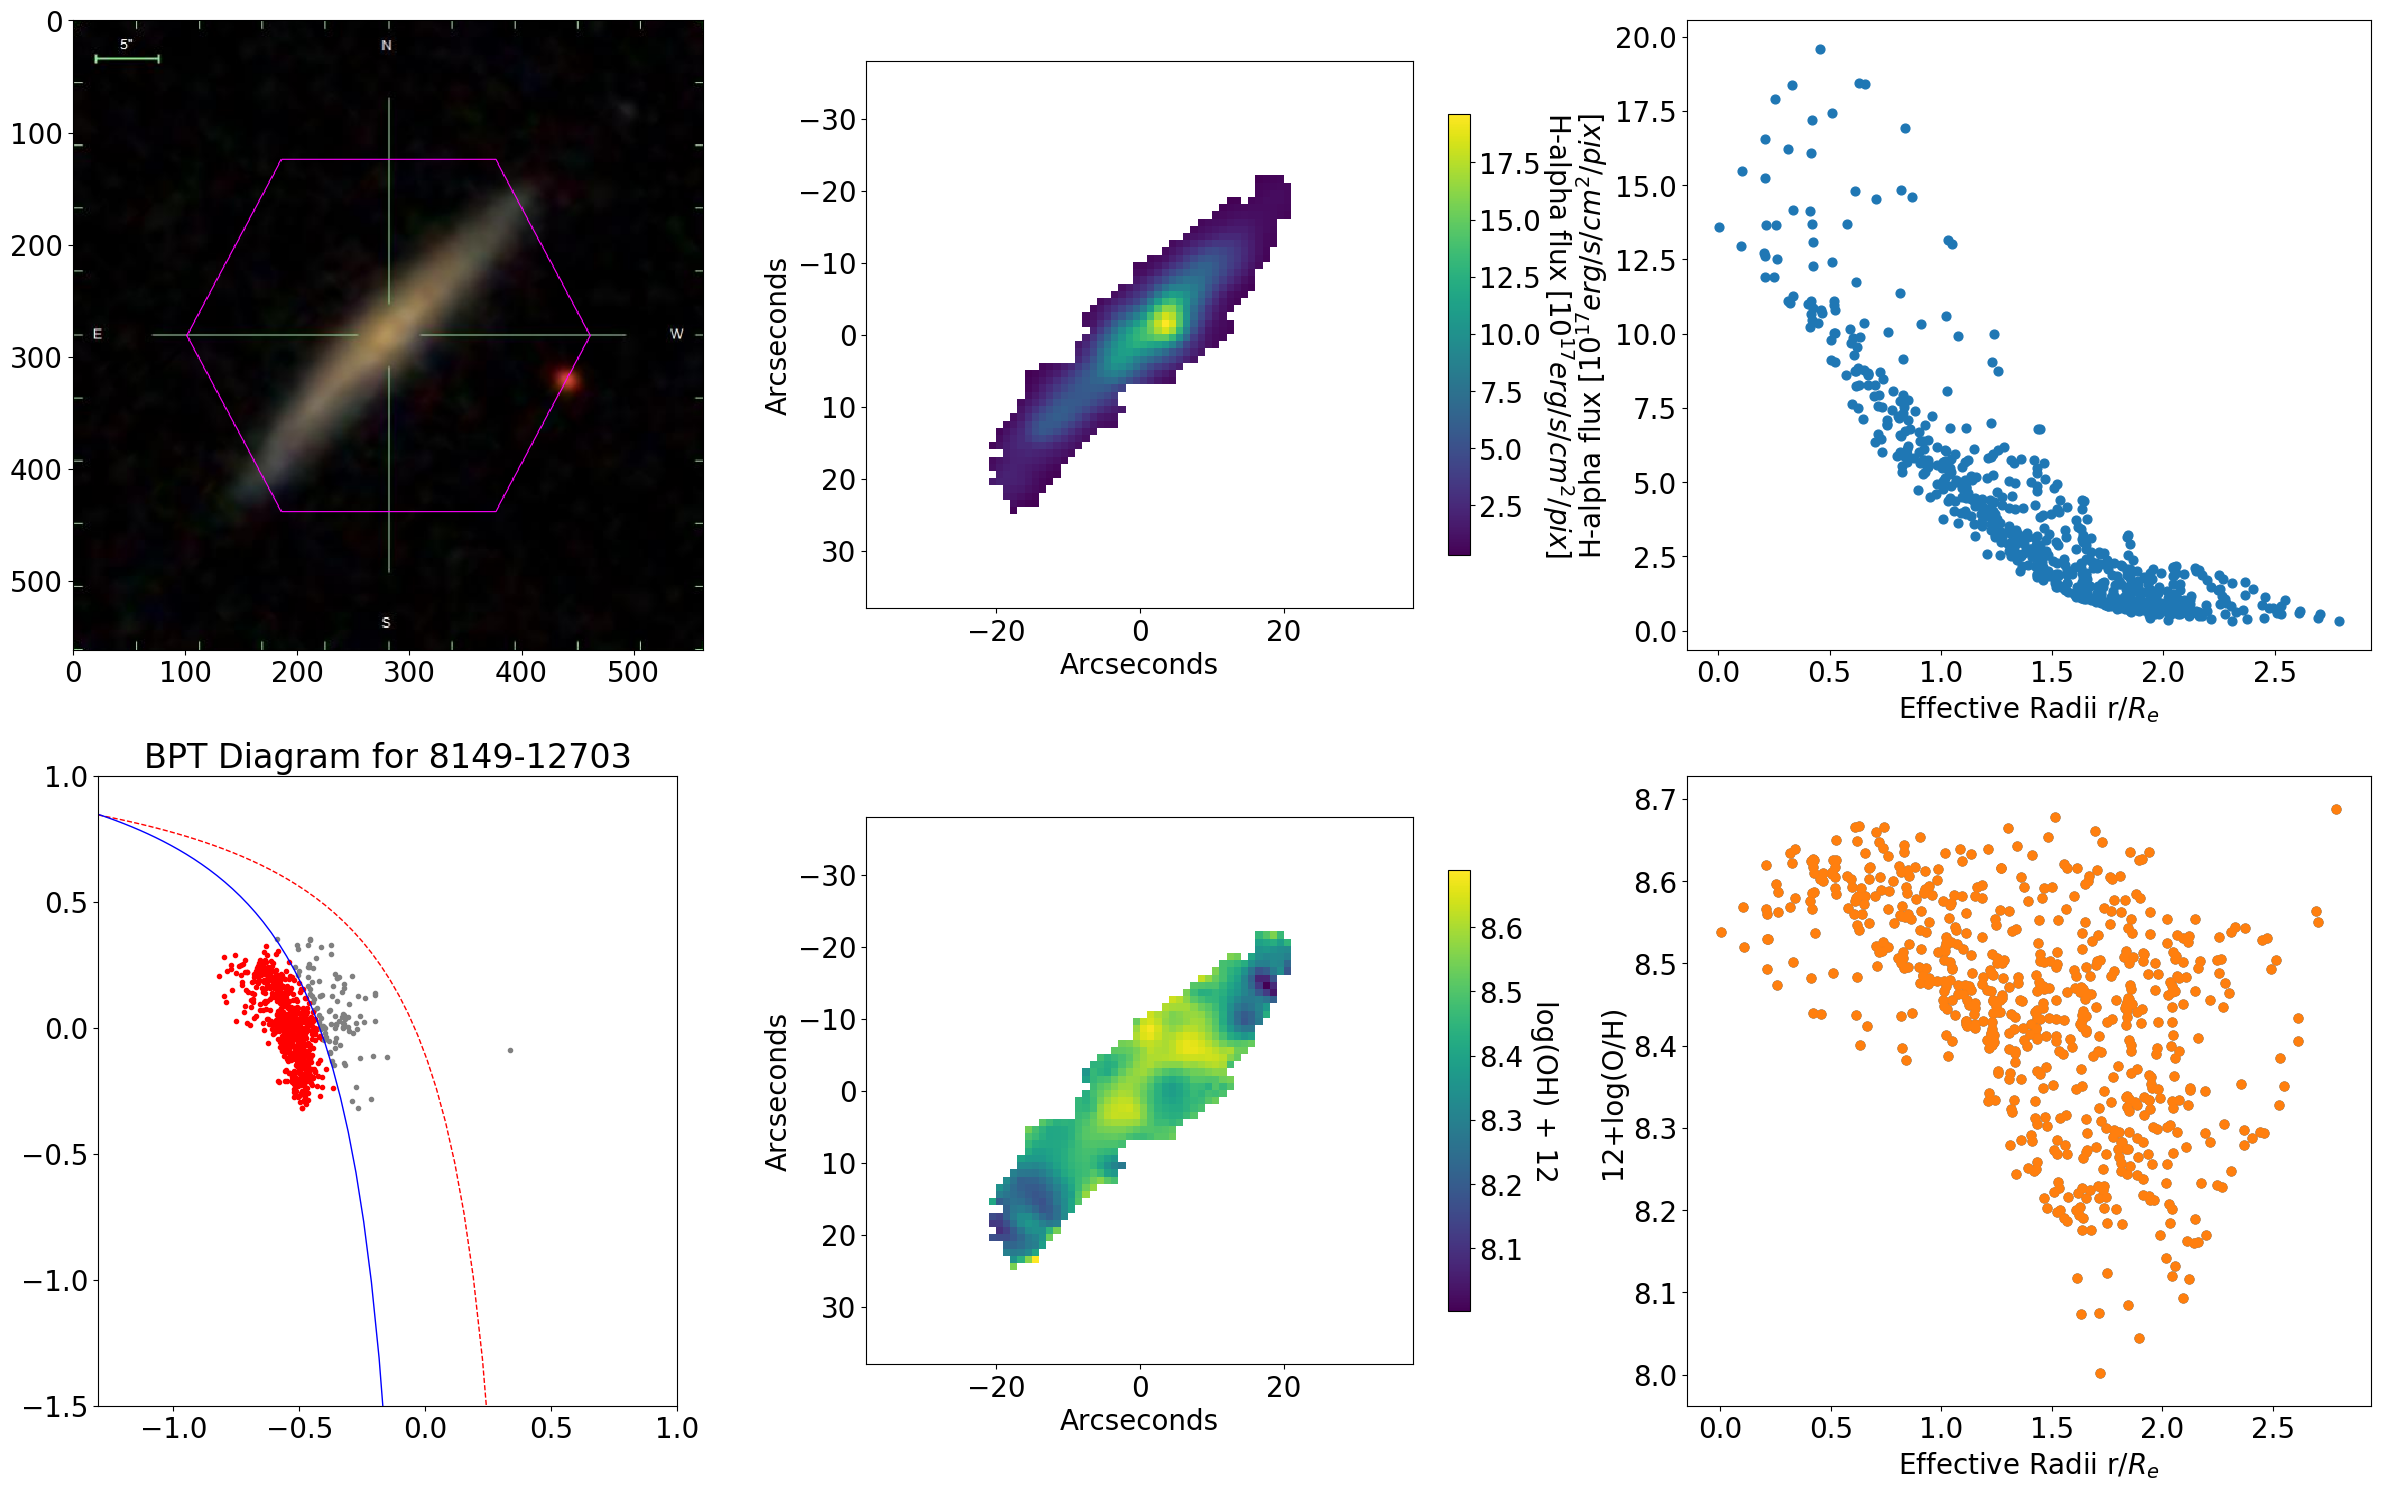 0
100
200
300
400
500
0 100 200 300 400 500
5"
N
E
W
S
−30
−20
−10
0
10
20
30
Arcseconds
−20 0 20
Arcseconds
17.5
15.0
12.5
10.0
7.5
5.0
2.5
H-alpha flux [10^17 erg/s/cm^2/pix]
H-alpha flux [10^17 erg/s/cm^2/pix]
20.0
17.5
15.0
12.5
10.0
7.5
5.0
2.5
0.0
0.0 0.5 1.0 1.5 2.0 2.5
Effective Radii r/R_e
BPT Diagram for 8149-12703
1.0
0.5
0.0
−0.5
−1.0
−1.5
−1.0 −0.5 0.0 0.5 1.0
−30
−20
−10
0
10
20
30
Arcseconds
−20 0 20
Arcseconds
8.6
8.5
8.4
8.3
8.2
8.1
log(OH) + 12
12+log(O/H)
8.7
8.6
8.5
8.4
8.3
8.2
8.1
8.0
0.0 0.5 1.0 1.5 2.0 2.5
Effective Radii r/R_e